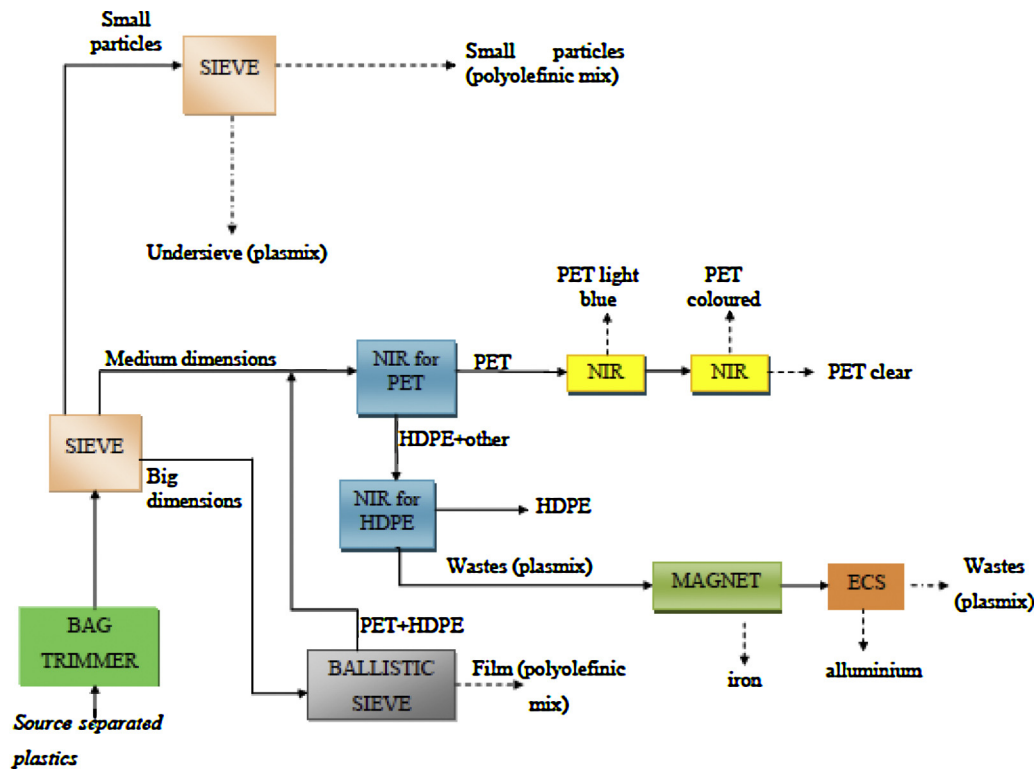 Small
particles
SIEVE
Small particles
(polyolefinic mix)
Undersieve (plasmix)
PET light
blue
PET
coloured
Medium dimensions
NIR for
PET
PET
NIR
NIR
PET clear
SIEVE
HDPE+other
Big
dimensions
NIR for
HDPE
HDPE
Wastes (plasmix)
MAGNET
ECS
Wastes
(plasmix)
BAG
TRIMMER
PET+HDPE
BALLISTIC
SIEVE
Film (polyolefinic
mix)
iron
alluminium
Source separated
plastics